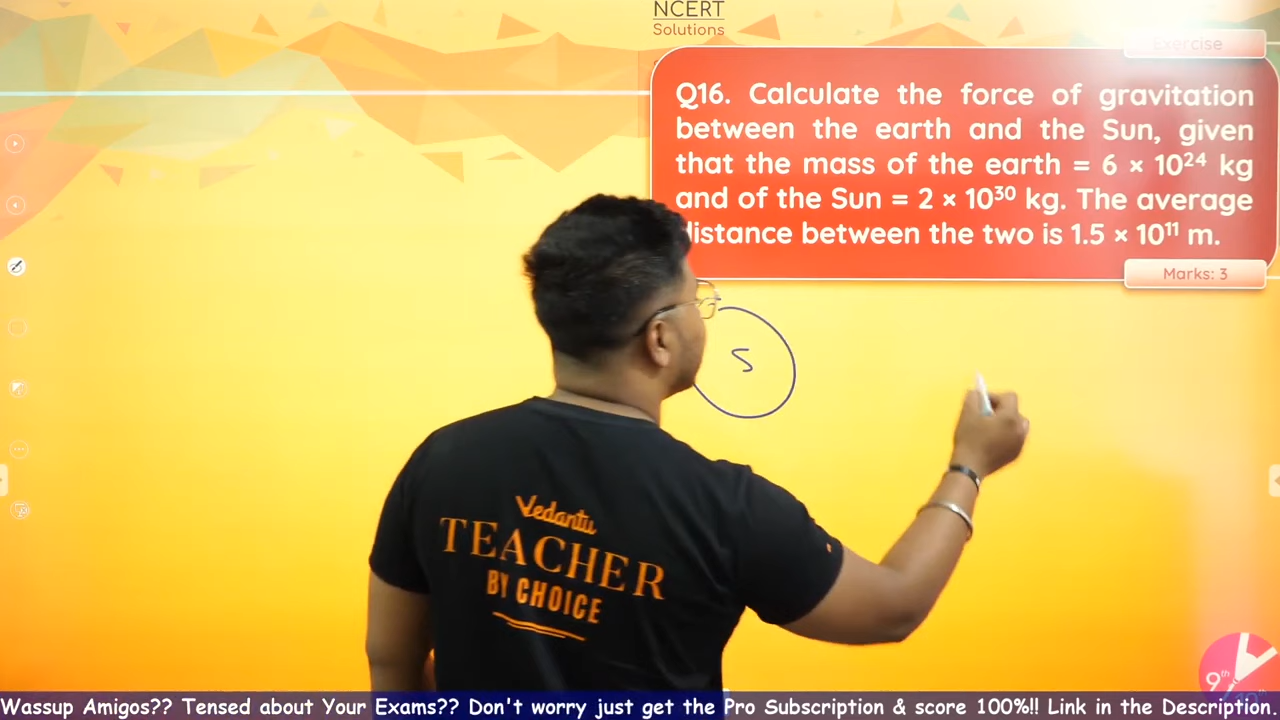 NCERT
Solutions
Exercise
Q16. Calculate the force of gravitation
between the earth and the Sun, given
that the mass of the earth = 6 × 10²⁴ kg
and of the Sun = 2 × 10³⁰ kg. The average
distance between the two is 1.5 × 10¹¹ m.
Marks: 3
S
Vedantu
TEACHER
BY CHOICE
9th
Wassup Amigos?? Tensed about Your Exams?? Don't worry just get the Pro Subscription & score 100%!! Link in the Description.